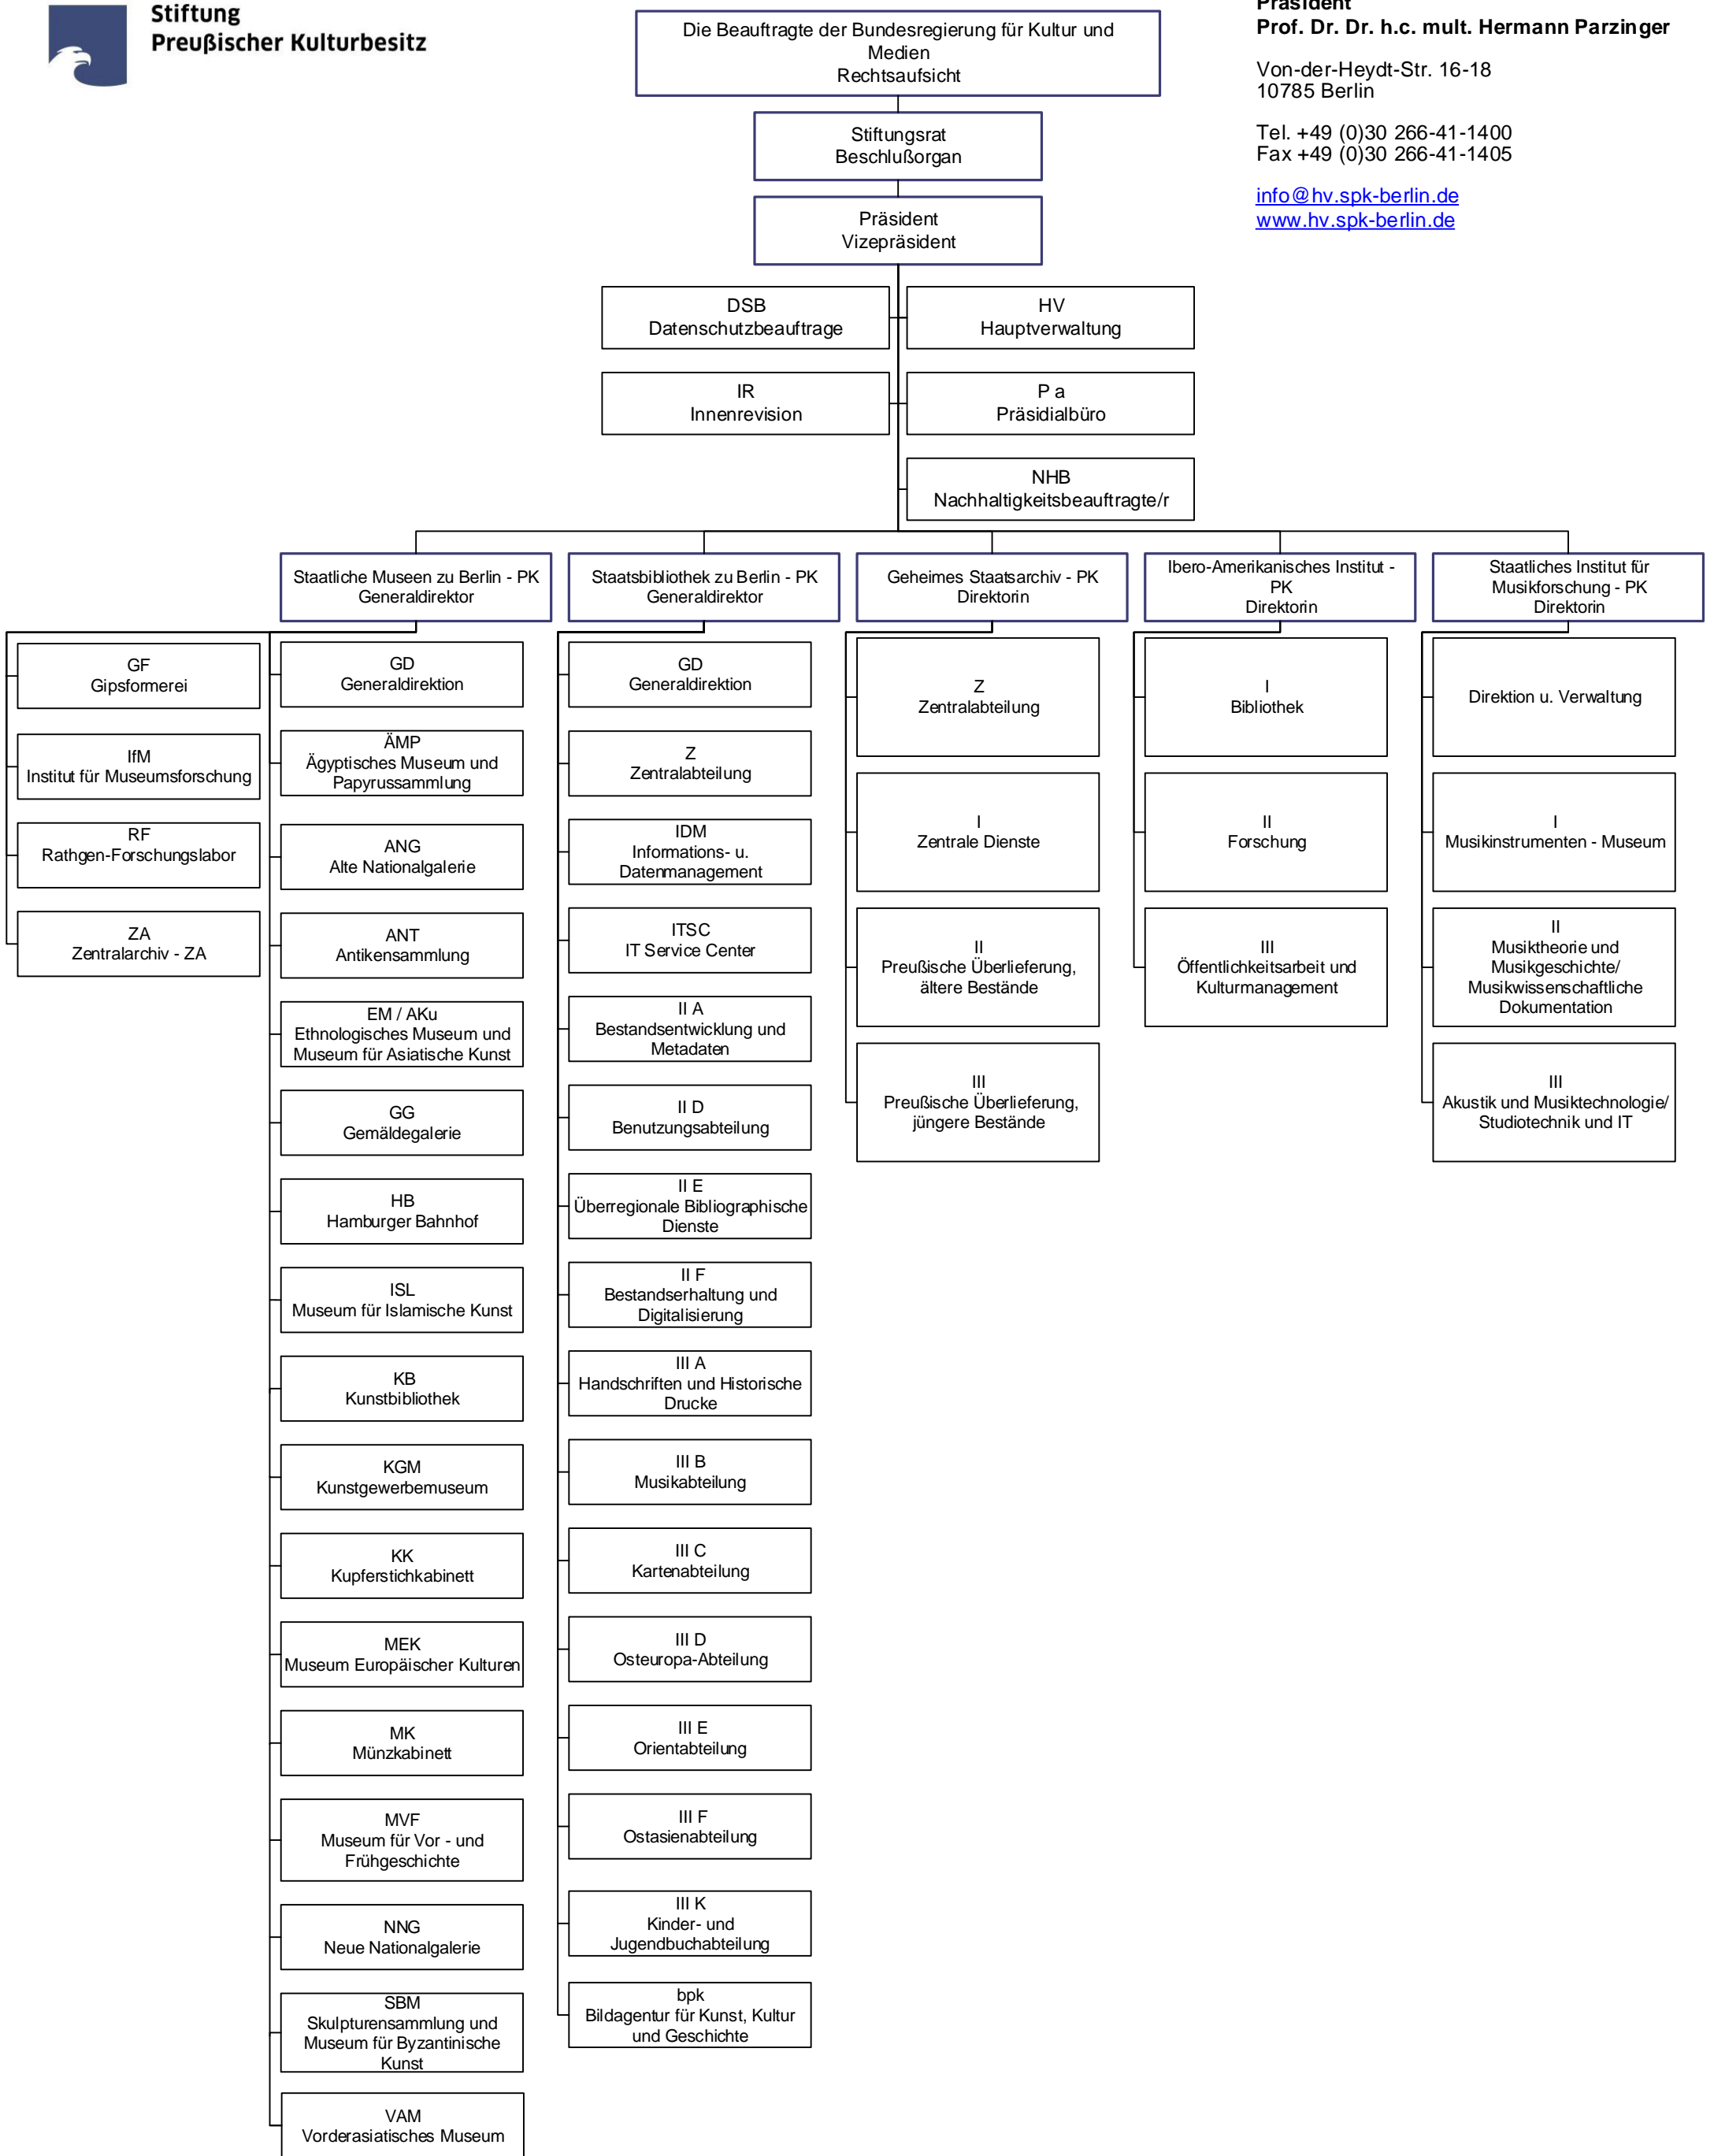 Stiftung
Preußischer Kulturbesitz
Präsident
Prof. Dr. Dr. h.c. mult. Hermann Parzinger
Von-der-Heydt-Str. 16-18
10785 Berlin
Tel. +49 (0)30 266-41-1400
Fax +49 (0)30 266-41-1405
info@hv.spk-berlin.de
www.hv.spk-berlin.de
Die Beauftragte der Bundesregierung für Kultur und
Medien
Rechtsaufsicht
Stiftungsrat
Beschlußorgan
Präsident
Vizepräsident
DSB
Datenschutzbeauftrage
HV
Hauptverwaltung
IR
Innenrevision
P a
Präsidialbüro
NHB
Nachhaltigkeitsbeauftragte/r
Staatliche Museen zu Berlin - PK
Generaldirektor
Staatsbibliothek zu Berlin - PK
Generaldirektor
Geheimes Staatsarchiv - PK
Direktorin
Ibero-Amerikanisches Institut -
PK
Direktorin
Staatliches Institut für
Musikforschung - PK
Direktorin
GF
Gipsformerei
IfM
Institut für Museumsforschung
RF
Rathgen-Forschungslabor
ZA
Zentralarchiv - ZA
GD
Generaldirektion
ÄMP
Ägyptisches Museum und
Papyrussammlung
ANG
Alte Nationalgalerie
ANT
Antikensammlung
EM / AKu
Ethnologisches Museum und
Museum für Asiatische Kunst
GG
Gemäldegalerie
HB
Hamburger Bahnhof
ISL
Museum für Islamische Kunst
KB
Kunstbibliothek
KGM
Kunstgewerbemuseum
KK
Kupferstichkabinett
MEK
Museum Europäischer Kulturen
MK
Münzkabinett
MVF
Museum für Vor - und
Frühgeschichte
NNG
Neue Nationalgalerie
SBM
Skulpturensammlung und
Museum für Byzantinische
Kunst
VAM
Vorderasiatisches Museum
GD
Generaldirektion
Z
Zentralabteilung
IDM
Informations- u.
Datenmanagement
ITSC
IT Service Center
II A
Bestandsentwicklung und
Metadaten
II D
Benutzungsabteilung
II E
Überregionale Bibliographische
Dienste
II F
Bestandserhaltung und
Digitalisierung
III A
Handschriften und Historische
Drucke
III B
Musikabteilung
III C
Kartenabteilung
III D
Osteuropa-Abteilung
III E
Orientabteilung
III F
Ostasienabteilung
III K
Kinder- und
Jugendbuchabteilung
bpk
Bildagentur für Kunst, Kultur
und Geschichte
Z
Zentralabteilung
I
Zentrale Dienste
II
Preußische Überlieferung,
ältere Bestände
III
Preußische Überlieferung,
jüngere Bestände
I
Bibliothek
II
Forschung
III
Öffentlichkeitsarbeit und
Kulturmanagement
Direktion u. Verwaltung
I
Musikinstrumenten - Museum
II
Musiktheorie und
Musikgeschichte/
Musikwissenschaftliche
Dokumentation
III
Akustik und Musiktechnologie/
Studiotechnik und IT